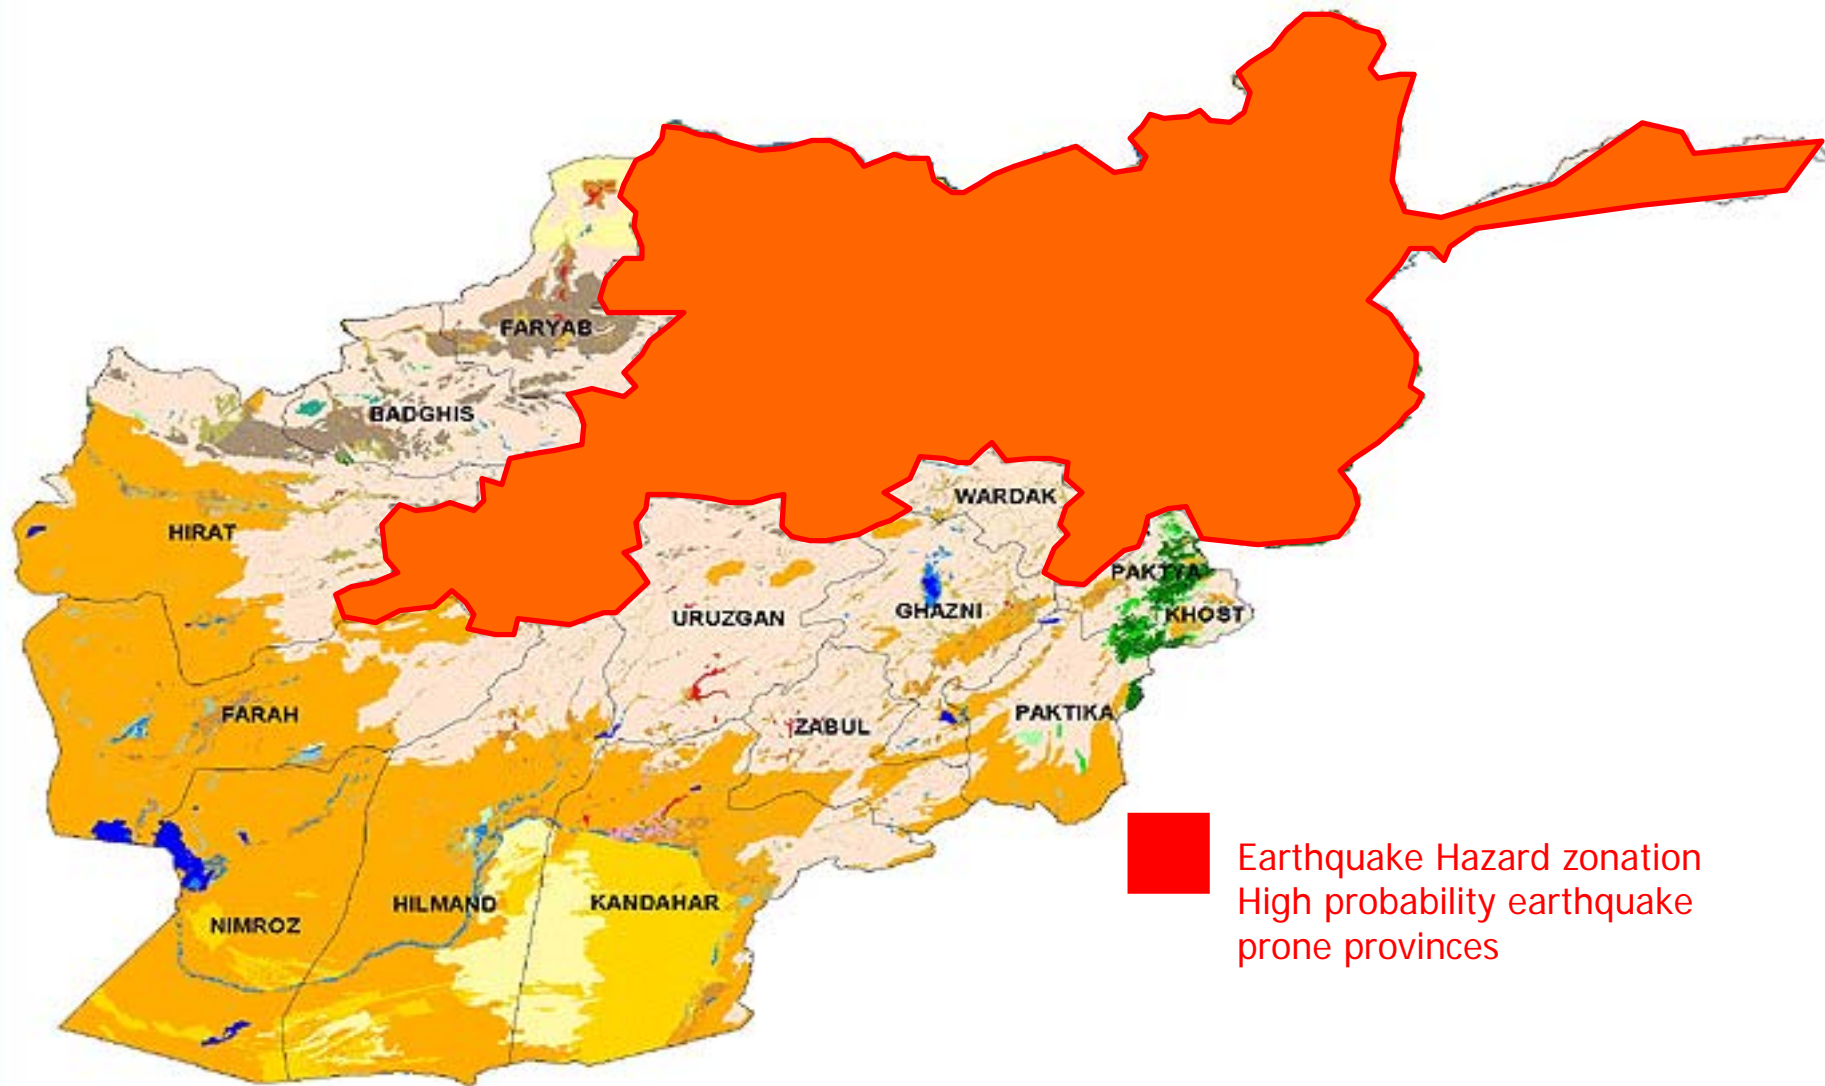 FARYAB
BADGHIS
WARDAK
HIRAT
PAKTYA
GHAZNI
KHOST
URUZGAN
FARAH
PAKTIKA
ZABUL
HILMAND
KANDAHAR
NIMROZ
Earthquake Hazard zonation
High probability earthquake
prone provinces